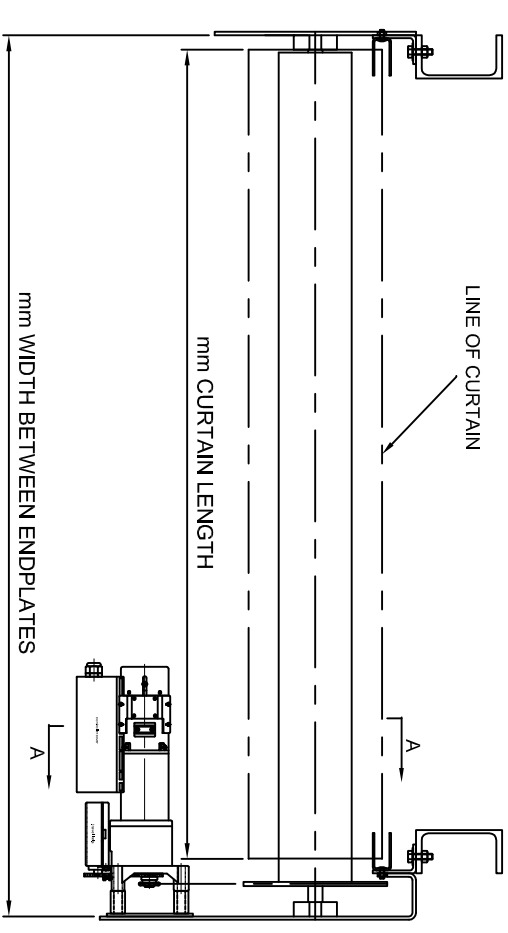 LINE OF CURTAIN
mm CURTAIN LENGTH
mm WIDTH BETWEEN ENDPLATES
A
A